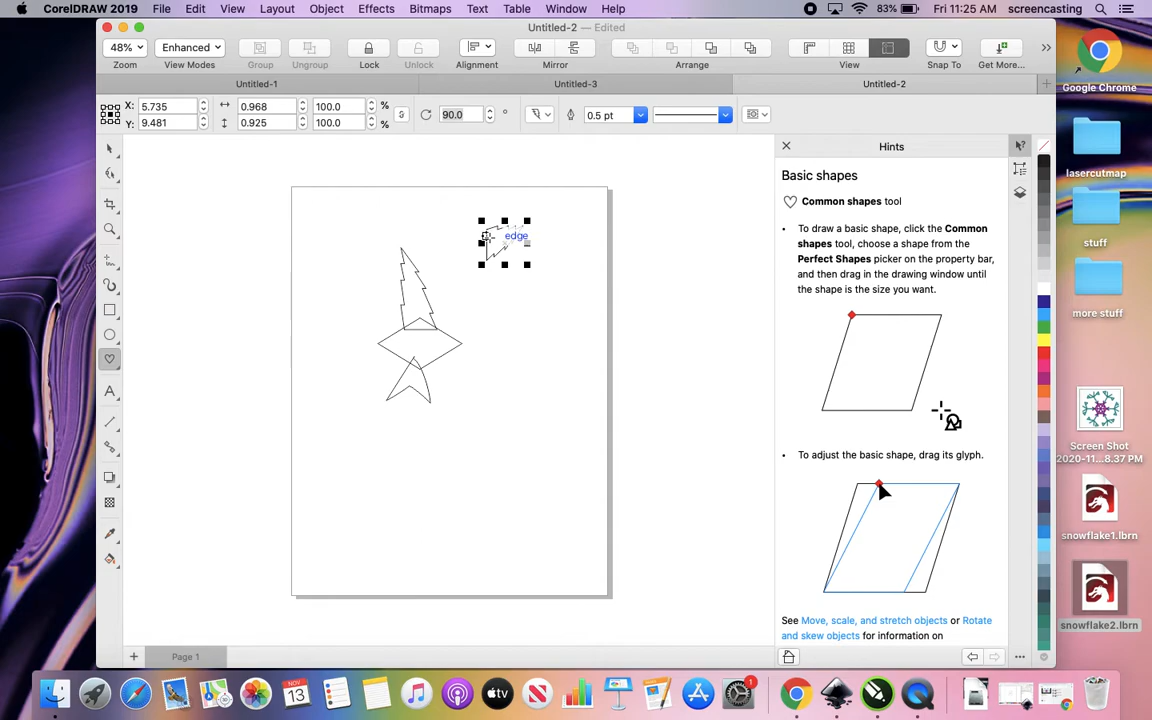 CorelDRAW 2019 File Edit View Layout Object Effects Bitmaps Text Table Window Help 83% Fri 11:25 AM screencasting
Untitled-2 — Edited
48% Enhanced
Zoom View Modes Group Ungroup Lock Unlock Alignment Mirror Arrange View Snap To Get More...
Untitled-1 Untitled-3 Untitled-2
X: 5.735 0.968 100.0 % 90.0 ° 0.5 pt
Y: 9.481 0.925 100.0 %
Hints
Basic shapes
Common shapes tool
• To draw a basic shape, click the Common
shapes tool, choose a shape from the
Perfect Shapes picker on the property bar,
and then drag in the drawing window until
the shape is the size you want.
edge
• To adjust the basic shape, drag its glyph.
See Move, scale, and stretch objects or Rotate
and skew objects for information on
Page 1
Google Chrome
lasercutmap
stuff
more stuff
Screen Shot
2020-11...8.37 PM
snowflake1.lbrn
snowflake2.lbrn
NOV
13
tv
1